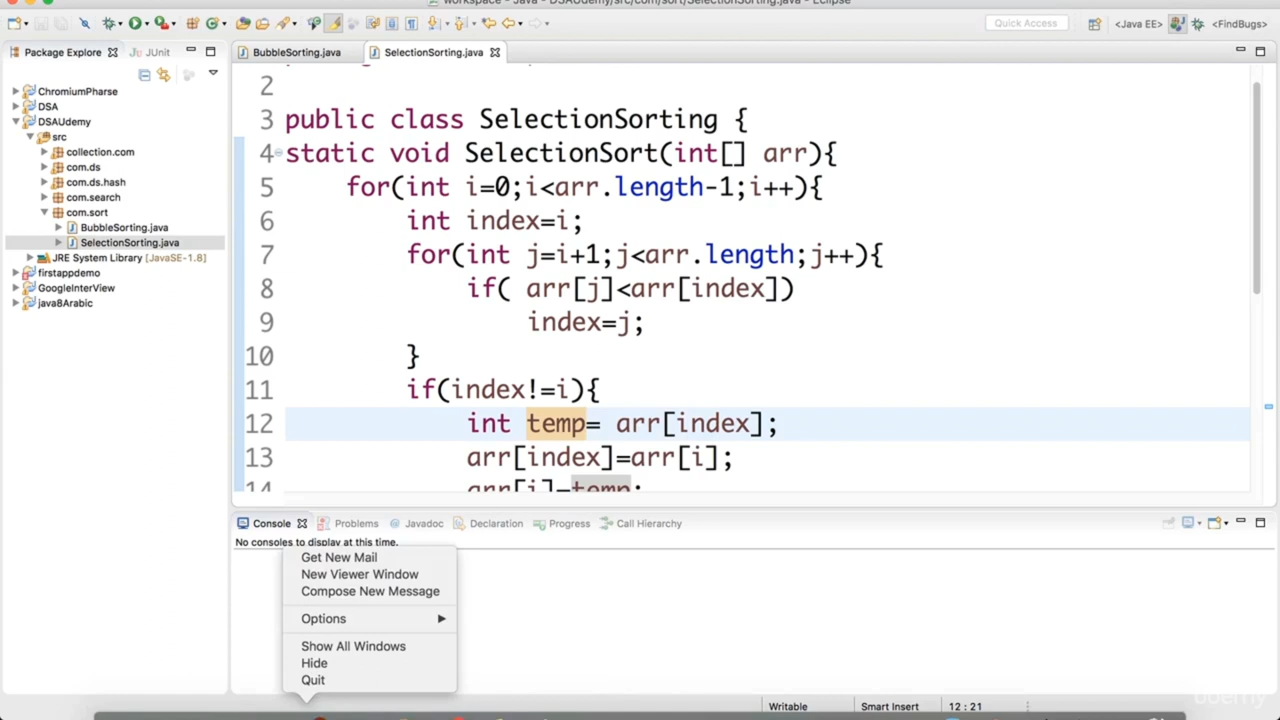 workspace - Java - DSAUdemy/src/com/sort/SelectionSorting.java - Eclipse
Quick Access
<Java EE>
<FindBugs>
Package Explorer
JUnit
BubbleSorting.java
SelectionSorting.java
ChromiumPharse
DSA
DSAUdemy
src
collection.com
com.ds
com.ds.hash
com.search
com.sort
BubbleSorting.java
SelectionSorting.java
JRE System Library [JavaSE-1.8]
firstappdemo
GoogleInterView
java8Arabic
2
3 public class SelectionSorting {
4 static void SelectionSort(int[] arr){
5 for(int i=0;i<arr.length-1;i++){
6 int index=i;
7 for(int j=i+1;j<arr.length;j++){
8 if( arr[j]<arr[index])
9 index=j;
10 }
11 if(index!=i){
12 int temp= arr[index];
13 arr[index]=arr[i];
14 arr[i]=temp;
Console
Problems
@ Javadoc
Declaration
Progress
Call Hierarchy
No consoles to display at this time.
Get New Mail
New Viewer Window
Compose New Message
Options
Show All Windows
Hide
Quit
Writable
Smart Insert
12 : 21
udemy